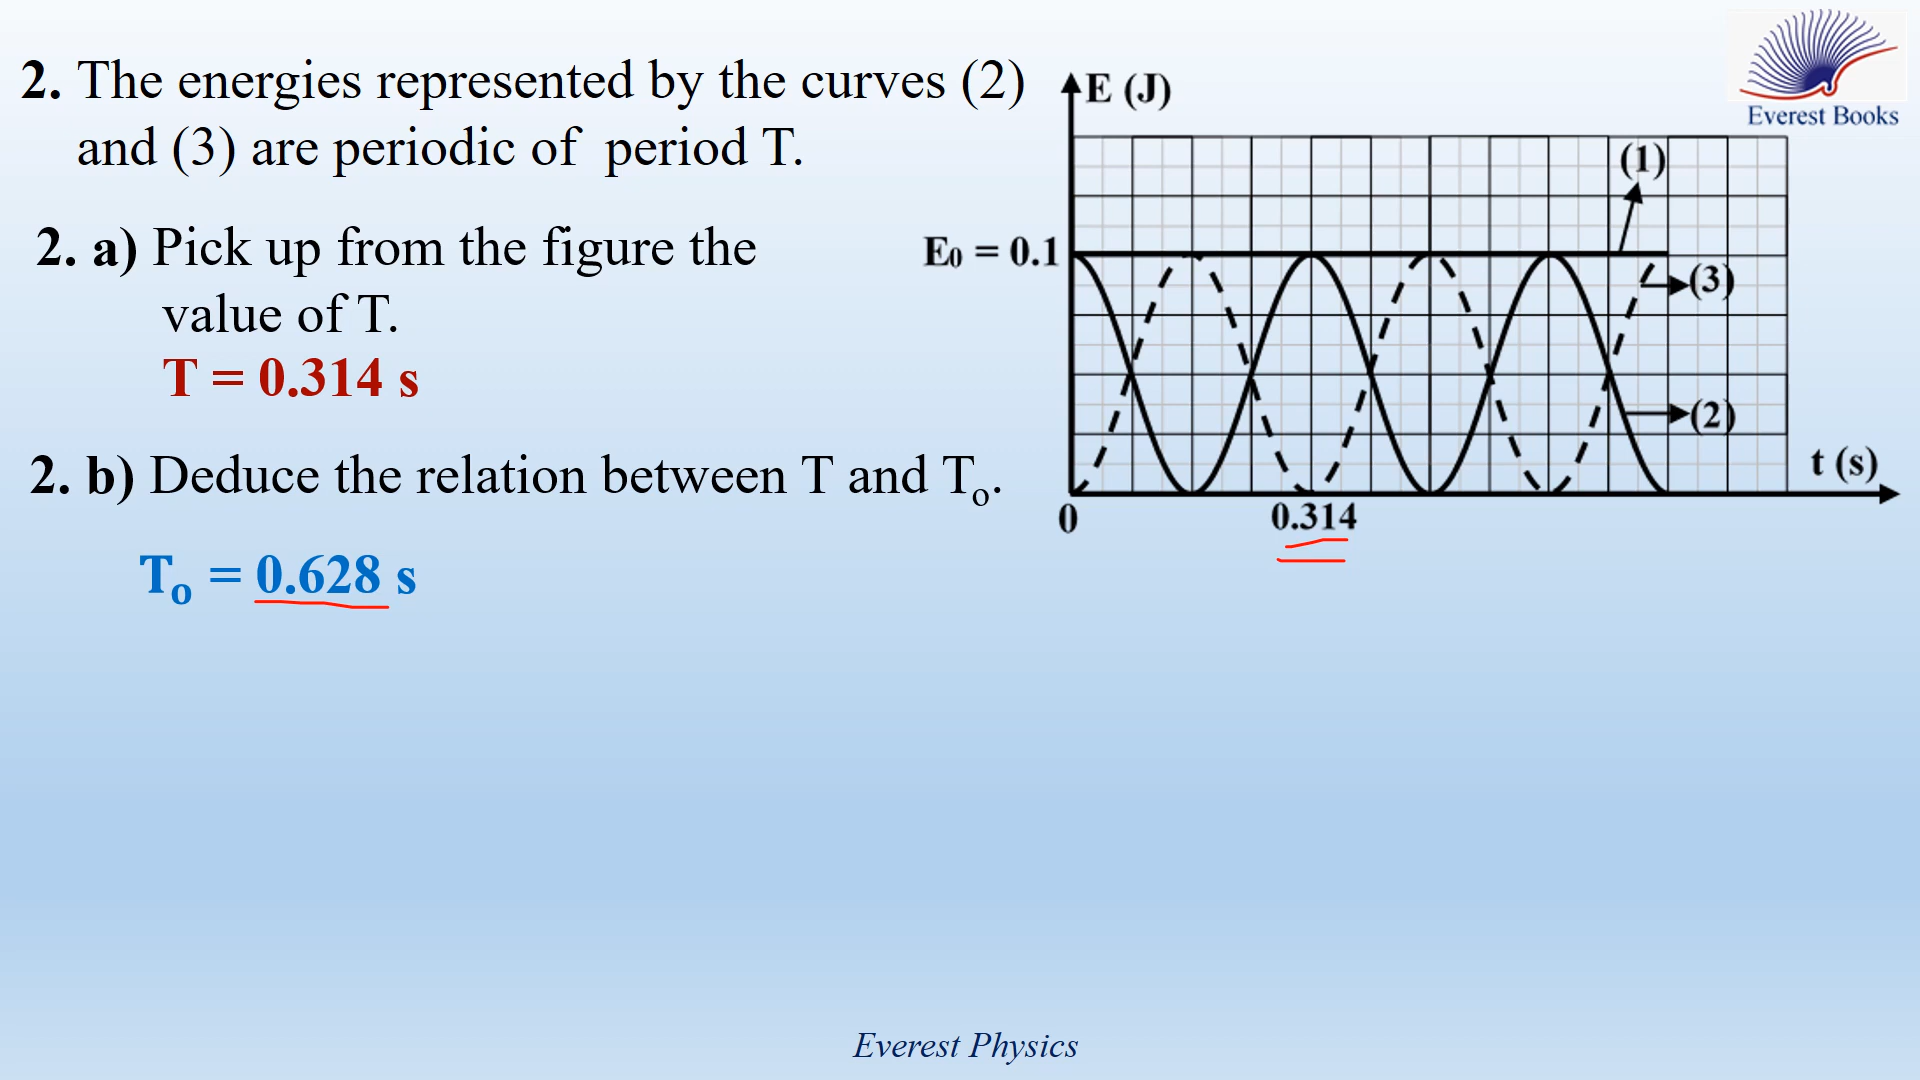 2. The energies represented by the curves (2)
and (3) are periodic of period T.
2. a) Pick up from the figure the
value of T.
T = 0.314 s
2. b) Deduce the relation between T and Tₒ.
Tₒ = 0.628 s
Everest Books
E (J)
(1)
E₀ = 0.1
(3)
(2)
t (s)
0
0.314
Everest Physics